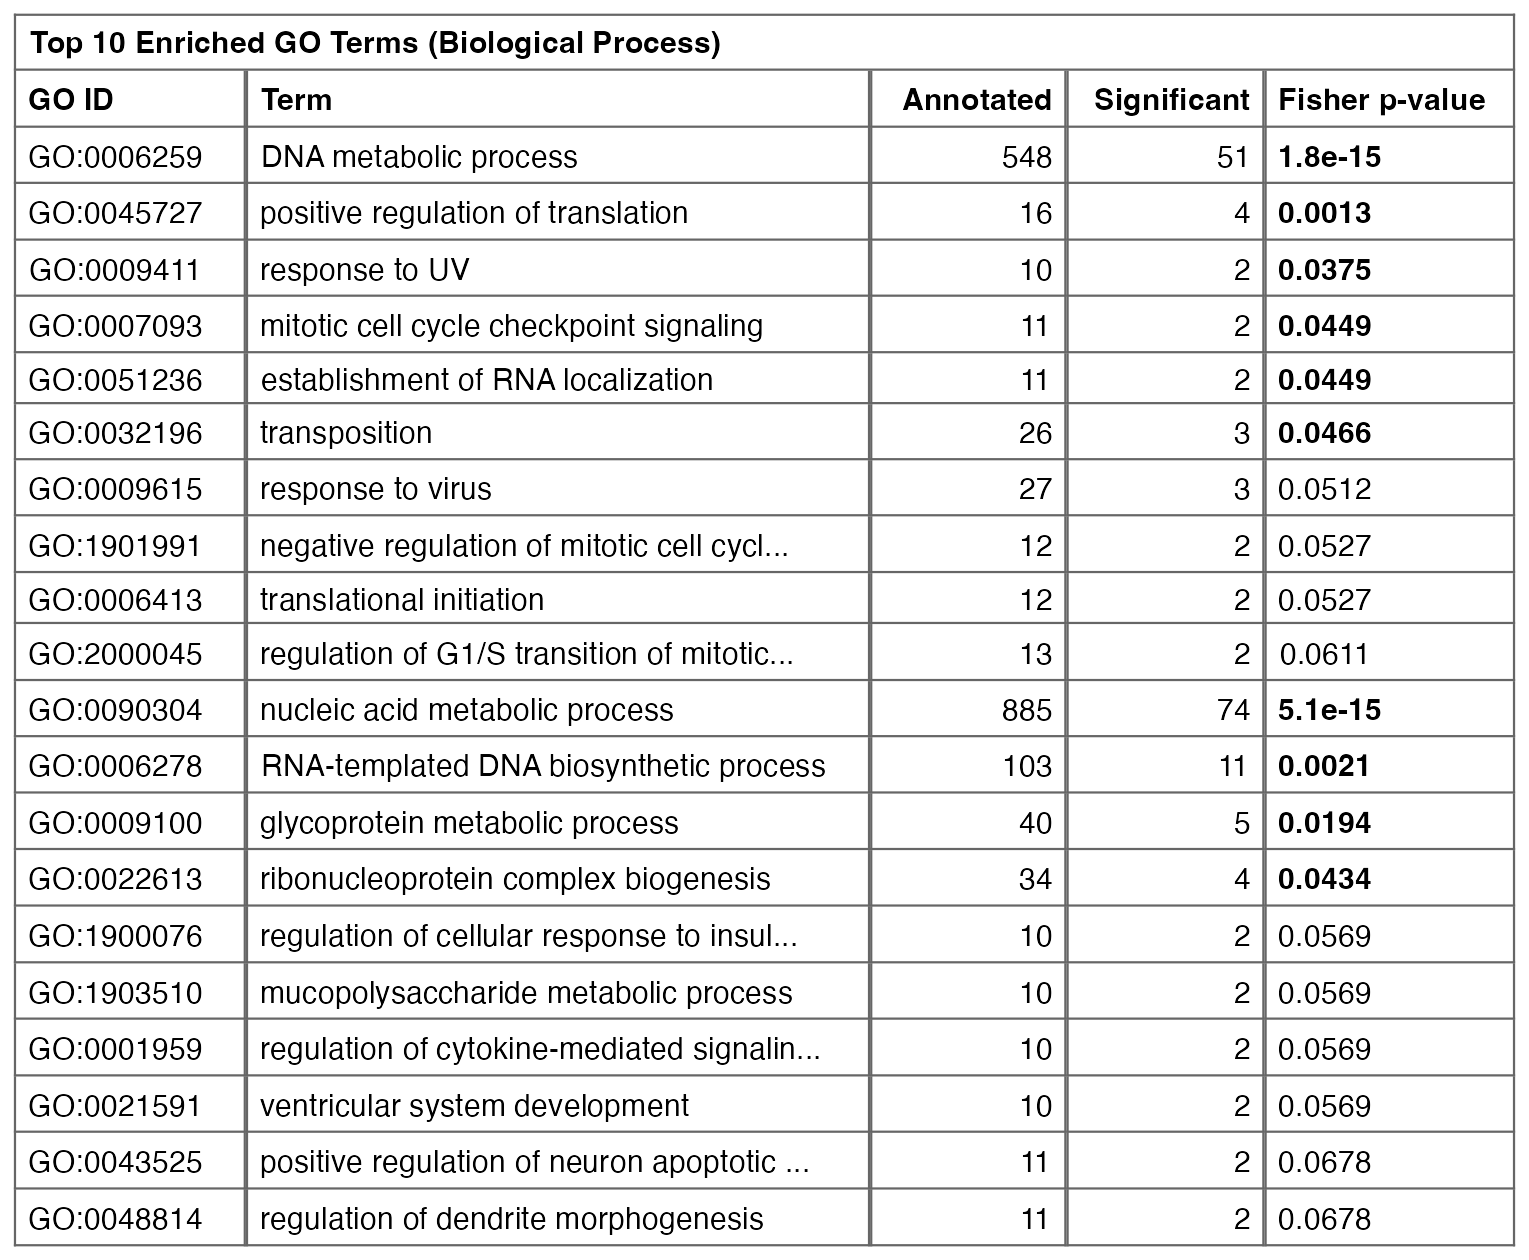 Top 10 Enriched GO Terms (Biological Process)
GO ID Term Annotated Significant Fisher p-value
GO:0006259 DNA metabolic process 548 51 1.8e-15
GO:0045727 positive regulation of translation 16 4 0.0013
GO:0009411 response to UV 10 2 0.0375
GO:0007093 mitotic cell cycle checkpoint signaling 11 2 0.0449
GO:0051236 establishment of RNA localization 11 2 0.0449
GO:0032196 transposition 26 3 0.0466
GO:0009615 response to virus 27 3 0.0512
GO:1901991 negative regulation of mitotic cell cycl... 12 2 0.0527
GO:0006413 translational initiation 12 2 0.0527
GO:2000045 regulation of G1/S transition of mitotic... 13 2 0.0611
GO:0090304 nucleic acid metabolic process 885 74 5.1e-15
GO:0006278 RNA-templated DNA biosynthetic process 103 11 0.0021
GO:0009100 glycoprotein metabolic process 40 5 0.0194
GO:0022613 ribonucleoprotein complex biogenesis 34 4 0.0434
GO:1900076 regulation of cellular response to insul... 10 2 0.0569
GO:1903510 mucopolysaccharide metabolic process 10 2 0.0569
GO:0001959 regulation of cytokine-mediated signalin... 10 2 0.0569
GO:0021591 ventricular system development 10 2 0.0569
GO:0043525 positive regulation of neuron apoptotic ... 11 2 0.0678
GO:0048814 regulation of dendrite morphogenesis 11 2 0.0678